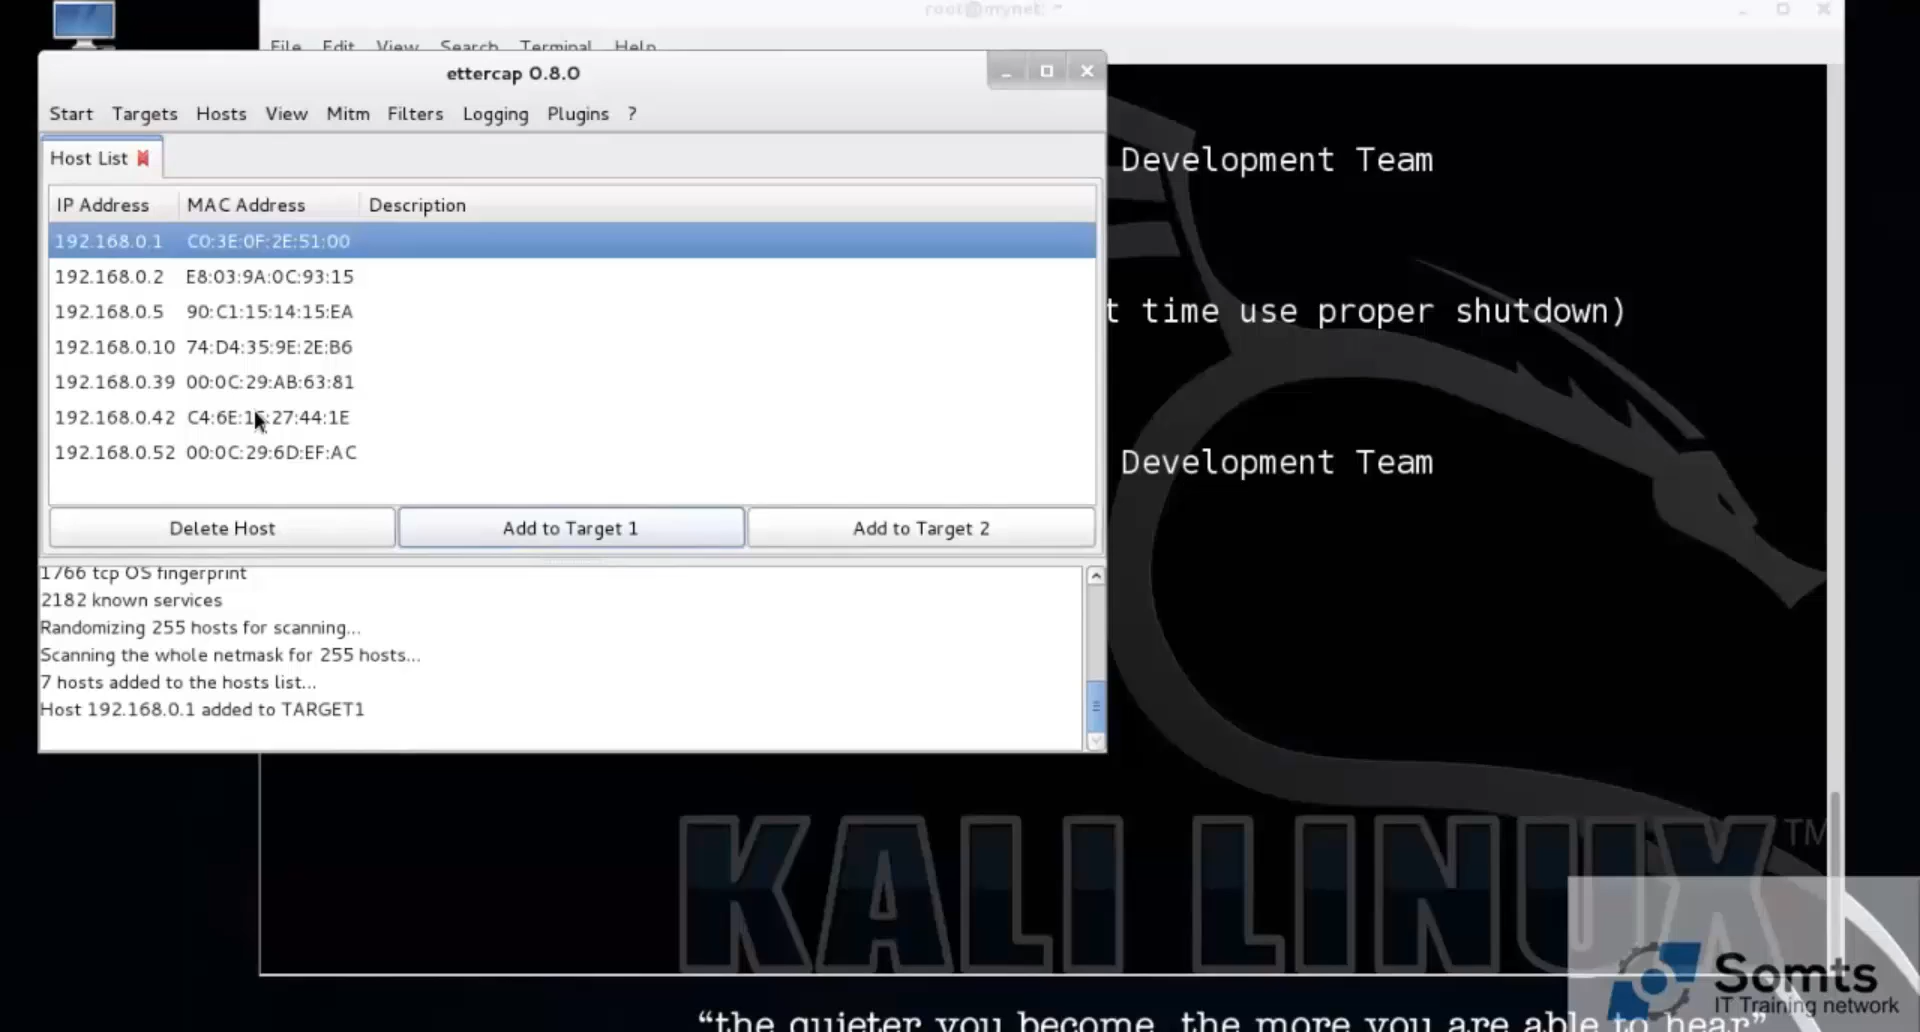 root@mynet: ~
File Edit View Search Terminal Help
ettercap 0.8.0
Start Targets Hosts View Mitm Filters Logging Plugins ?
Host List
IP Address MAC Address Description
192.168.0.1 C0:3E:0F:2E:51:00
192.168.0.2 E8:03:9A:0C:93:15
192.168.0.5 90:C1:15:14:15:EA
192.168.0.10 74:D4:35:9E:2E:B6
192.168.0.39 00:0C:29:AB:63:81
192.168.0.42
192.168.0.52 00:0C:29:6D:EF:AC
Delete Host Add to Target 1 Add to Target 2
1766 tcp OS fingerprint
2182 known services
Randomizing 255 hosts for scanning...
Scanning the whole netmask for 255 hosts...
7 hosts added to the hosts list...
Host 192.168.0.1 added to TARGET1
Development Team
t time use proper shutdown)
Development Team
KALI LINUX TM
Somts
IT Training network
“the quieter you become, the more you are able to hear”